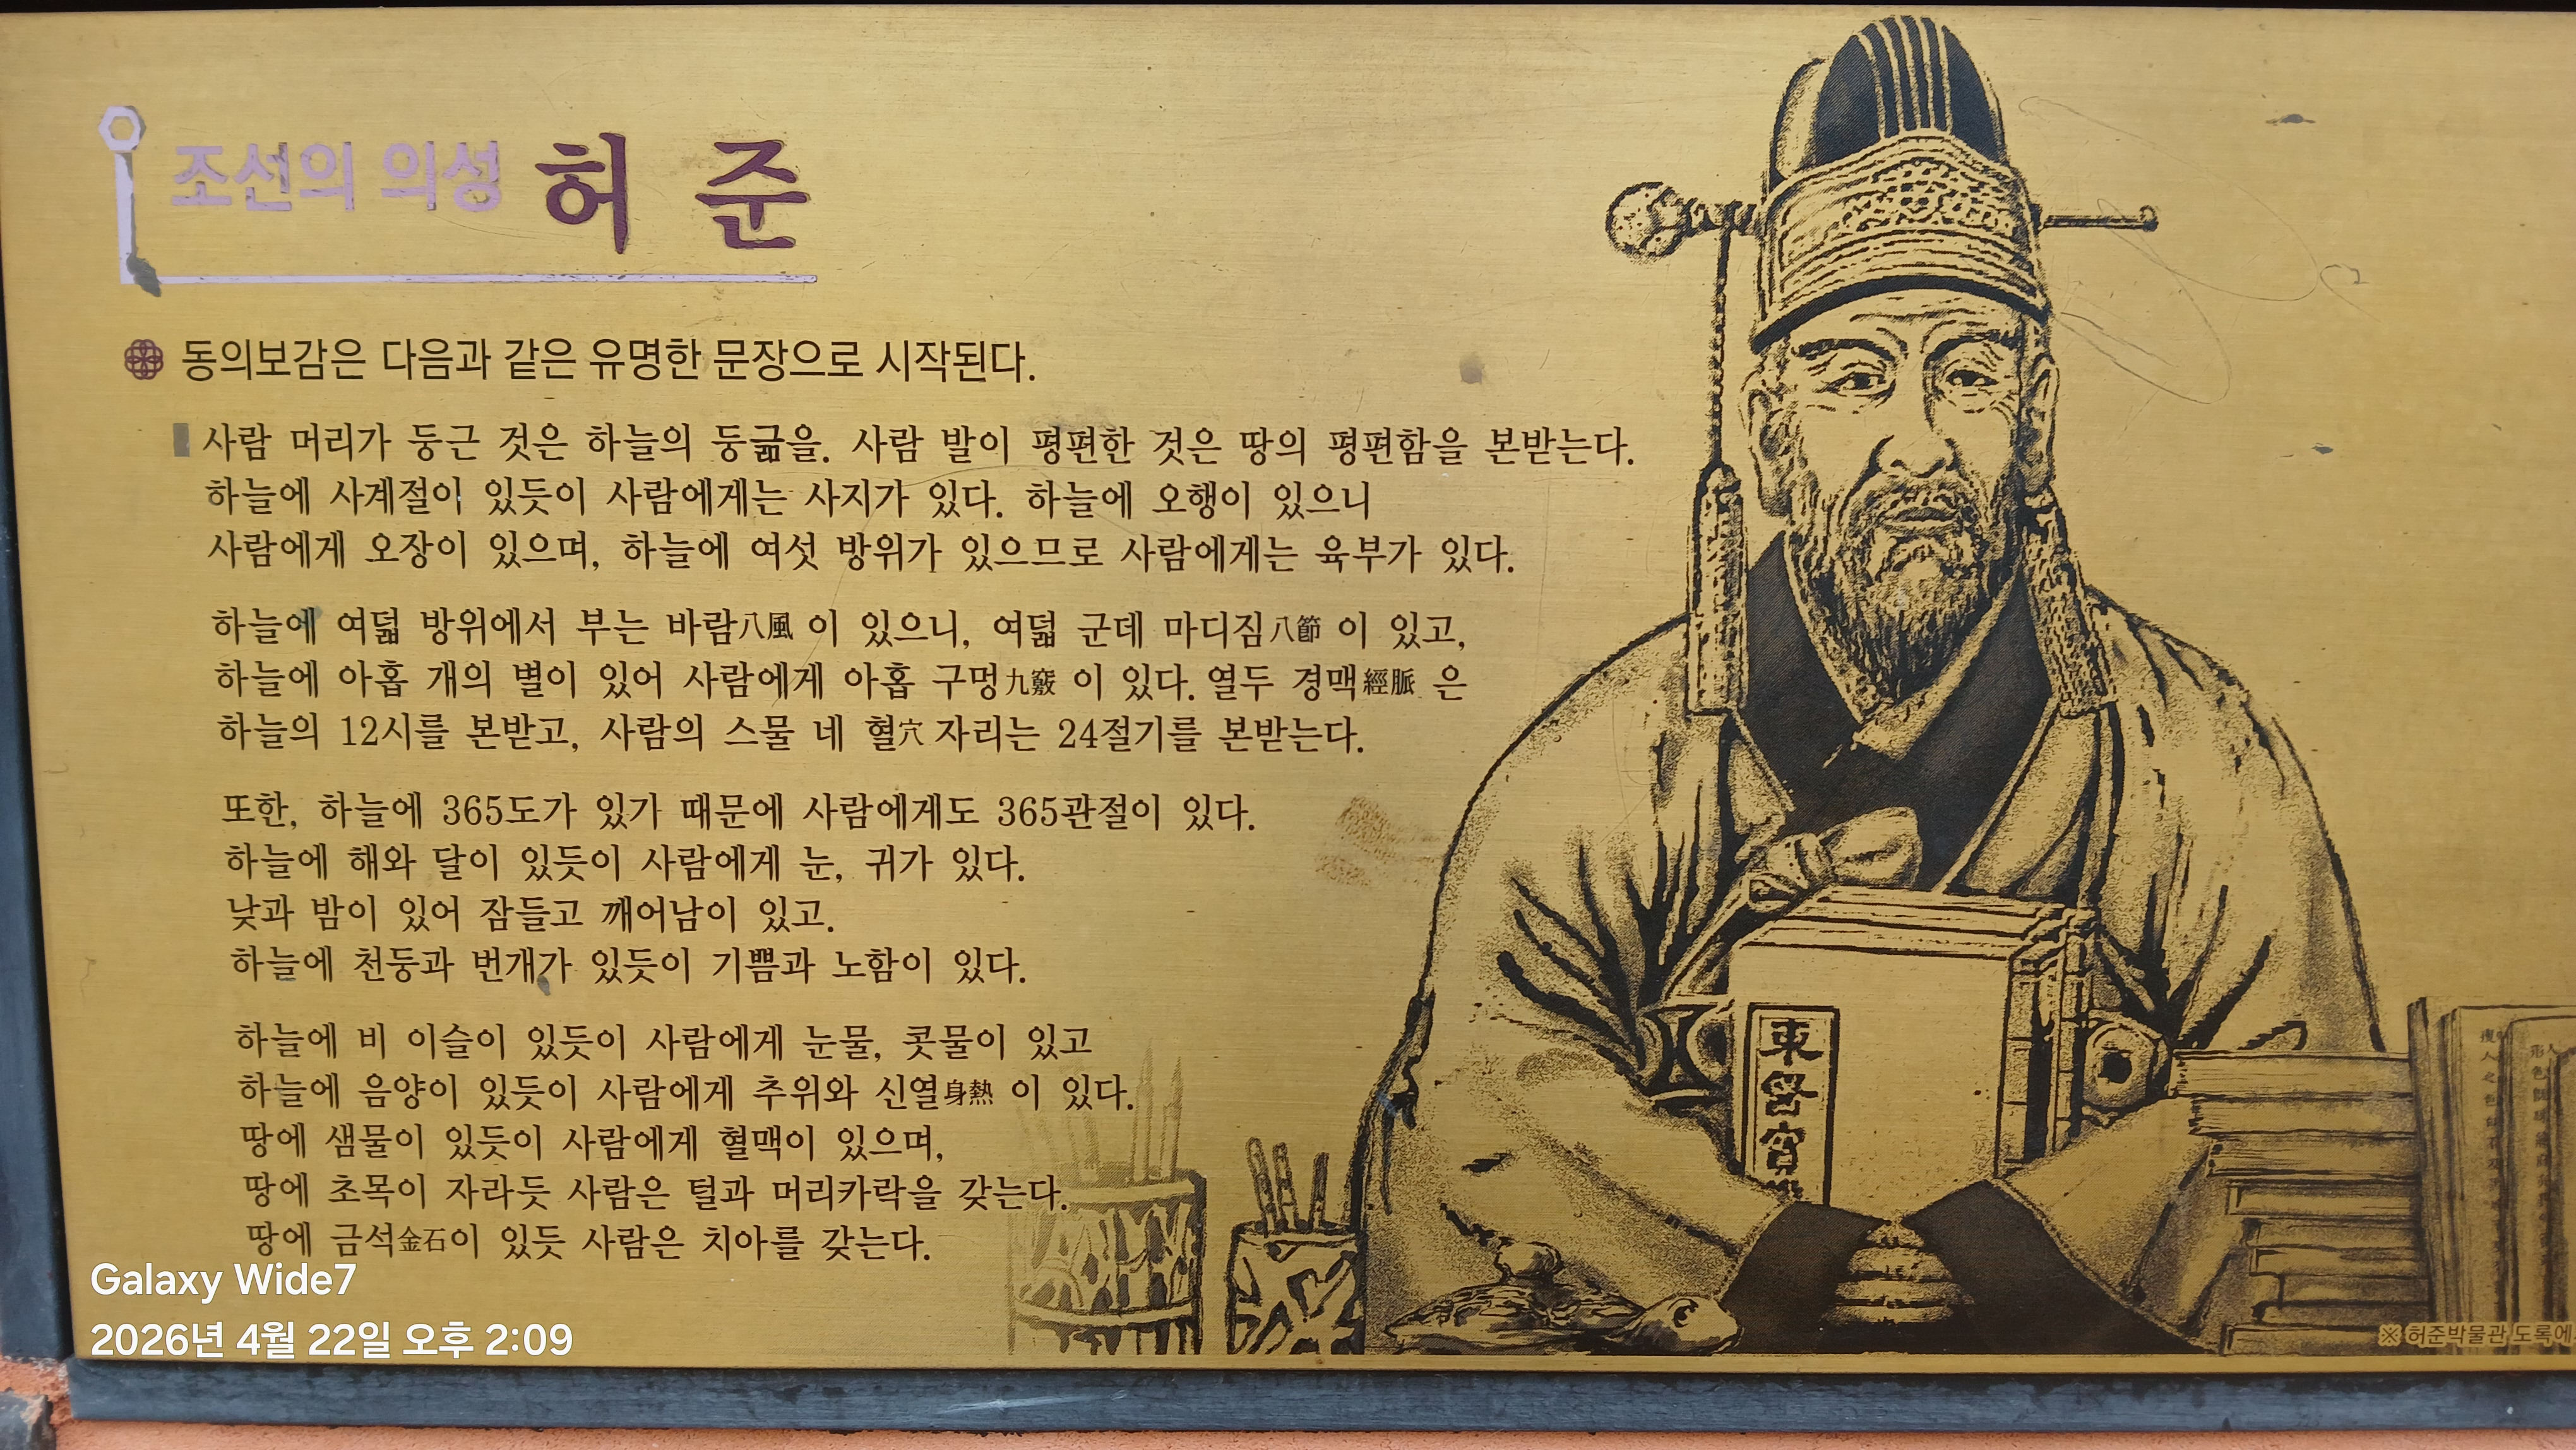 조선의 의성 허 준
동의보감은 다음과 같은 유명한 문장으로 시작된다.
사람 머리가 둥근 것은 하늘의 둥긂을. 사람 발이 평편한 것은 땅의 평편함을 본받는다.
하늘에 사계절이 있듯이 사람에게는 사지가 있다. 하늘에 오행이 있으니
사람에게 오장이 있으며, 하늘에 여섯 방위가 있으므로 사람에게는 육부가 있다.
하늘에 여덟 방위에서 부는 바람八風 이 있으니, 여덟 군데 마디짐八節 이 있고,
하늘에 아홉 개의 별이 있어 사람에게 아홉 구멍九竅 이 있다. 열두 경맥經脈 은
하늘의 12시를 본받고, 사람의 스물 네 혈穴 자리는 24절기를 본받는다.
또한, 하늘에 365도가 있가 때문에 사람에게도 365관절이 있다.
하늘에 해와 달이 있듯이 사람에게 눈, 귀가 있다.
낮과 밤이 있어 잠들고 깨어남이 있고.
하늘에 천둥과 번개가 있듯이 기쁨과 노함이 있다.
하늘에 비 이슬이 있듯이 사람에게 눈물, 콧물이 있고
하늘에 음양이 있듯이 사람에게 추위와 신열身熱 이 있다.
땅에 샘물이 있듯이 사람에게 혈맥이 있으며,
땅에 초목이 자라듯 사람은 털과 머리카락을 갖는다.
땅에 금석金石이 있듯 사람은 치아를 갖는다.
東
寶
※ 허준박물관 도록에
Galaxy Wide7
2026년 4월 22일 오후 2:09